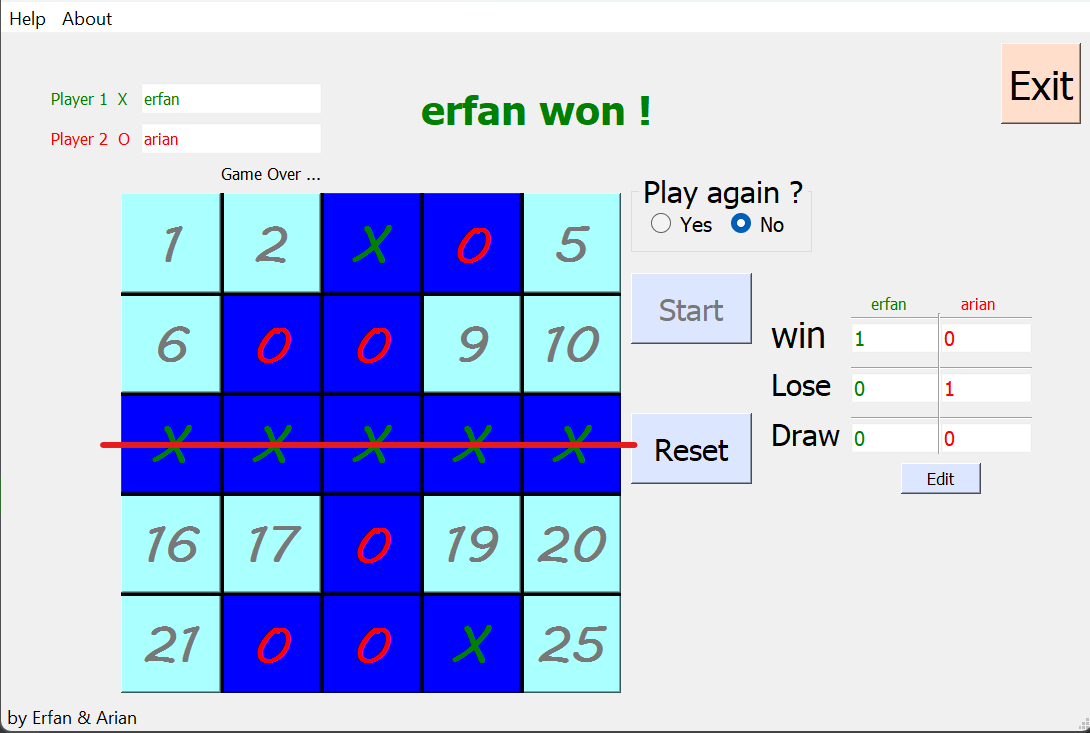 Help About
Exit
Player 1 X erfan
erfan won !
Player 2 O arian
Game Over ...
Play again ?
Yes No
1 2 X O 5
Start
erfan arian
6 O O 9 10
win 1 0
Lose 0 1
X X X X X
Reset
Draw 0 0
Edit
16 17 O 19 20
21 O O X 25
by Erfan & Arian